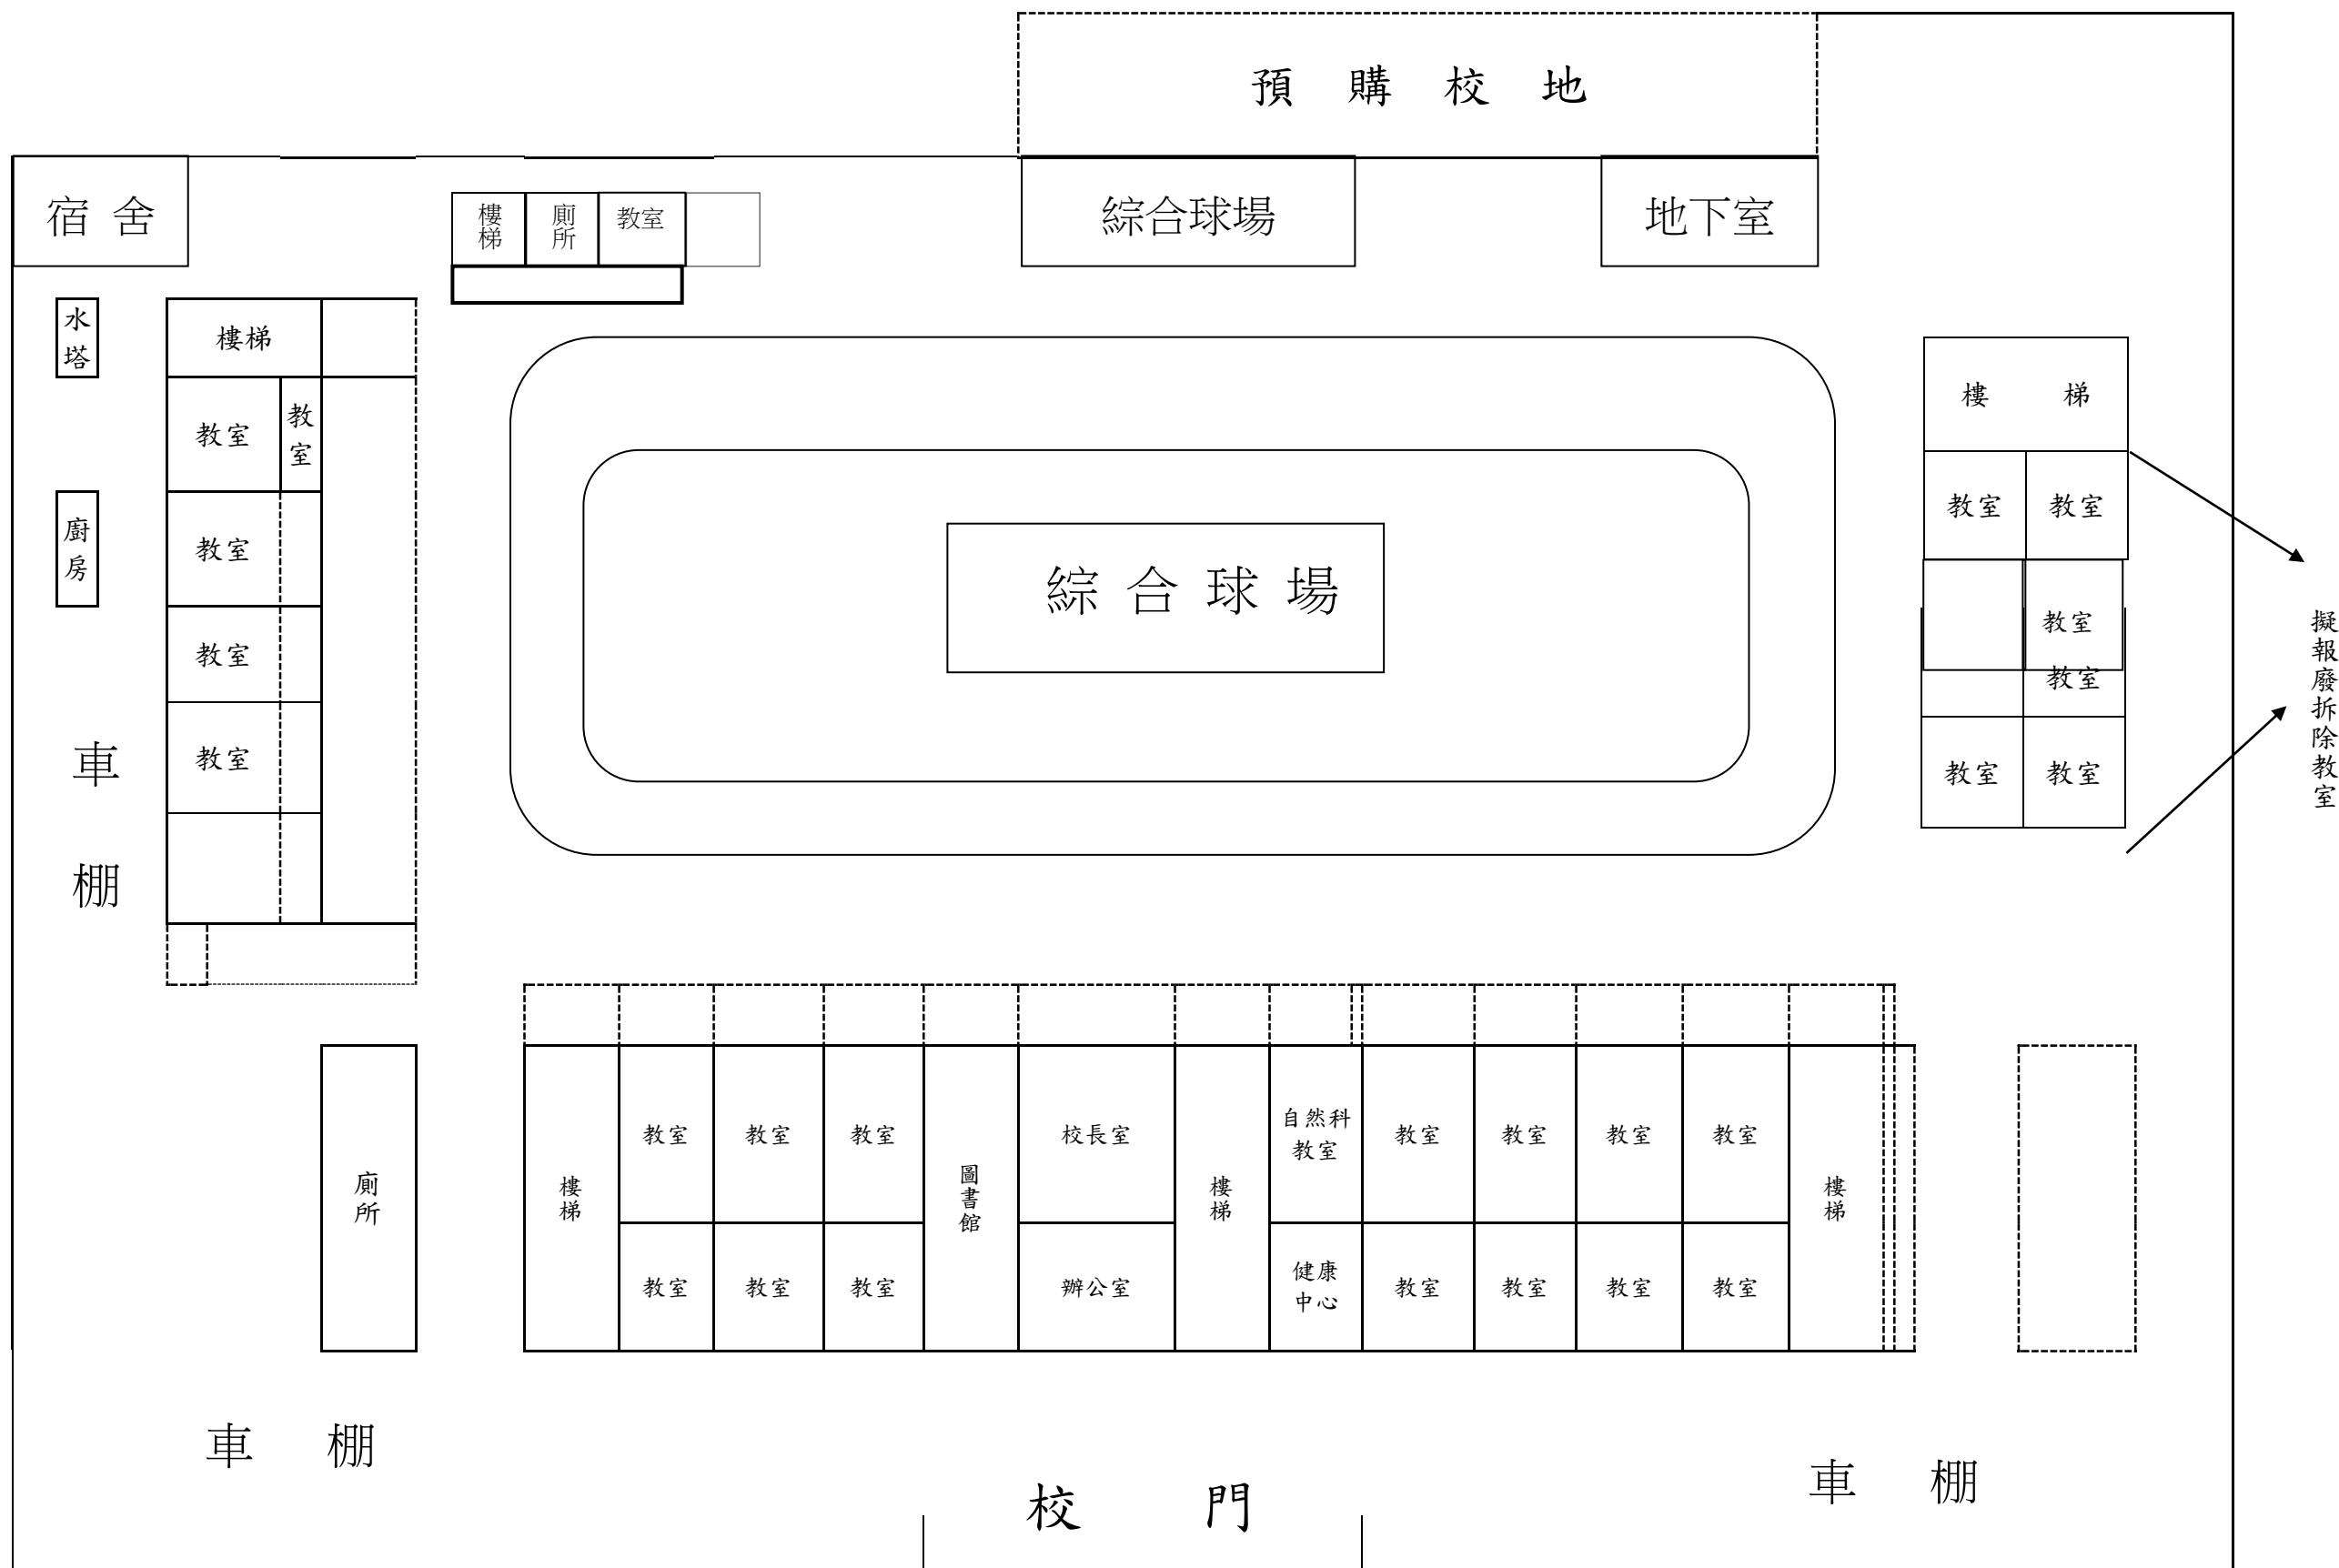 預 購 校 地
宿 舍
樓梯
廁所
教室
綜合球場
地下室
水塔
樓梯
教室
教室
廚房
教室
教室
教室
車棚
綜 合 球 場
樓 梯
教室
教室
教室
教室
教室
教室
擬報廢拆除教室
廁所
樓梯
教室
教室
教室
圖書館
校長室
樓梯
自然科
教室
教室
教室
教室
教室
樓梯
教室
教室
教室
辦公室
健康
中心
教室
教室
教室
教室
車 棚
車 棚
校 門